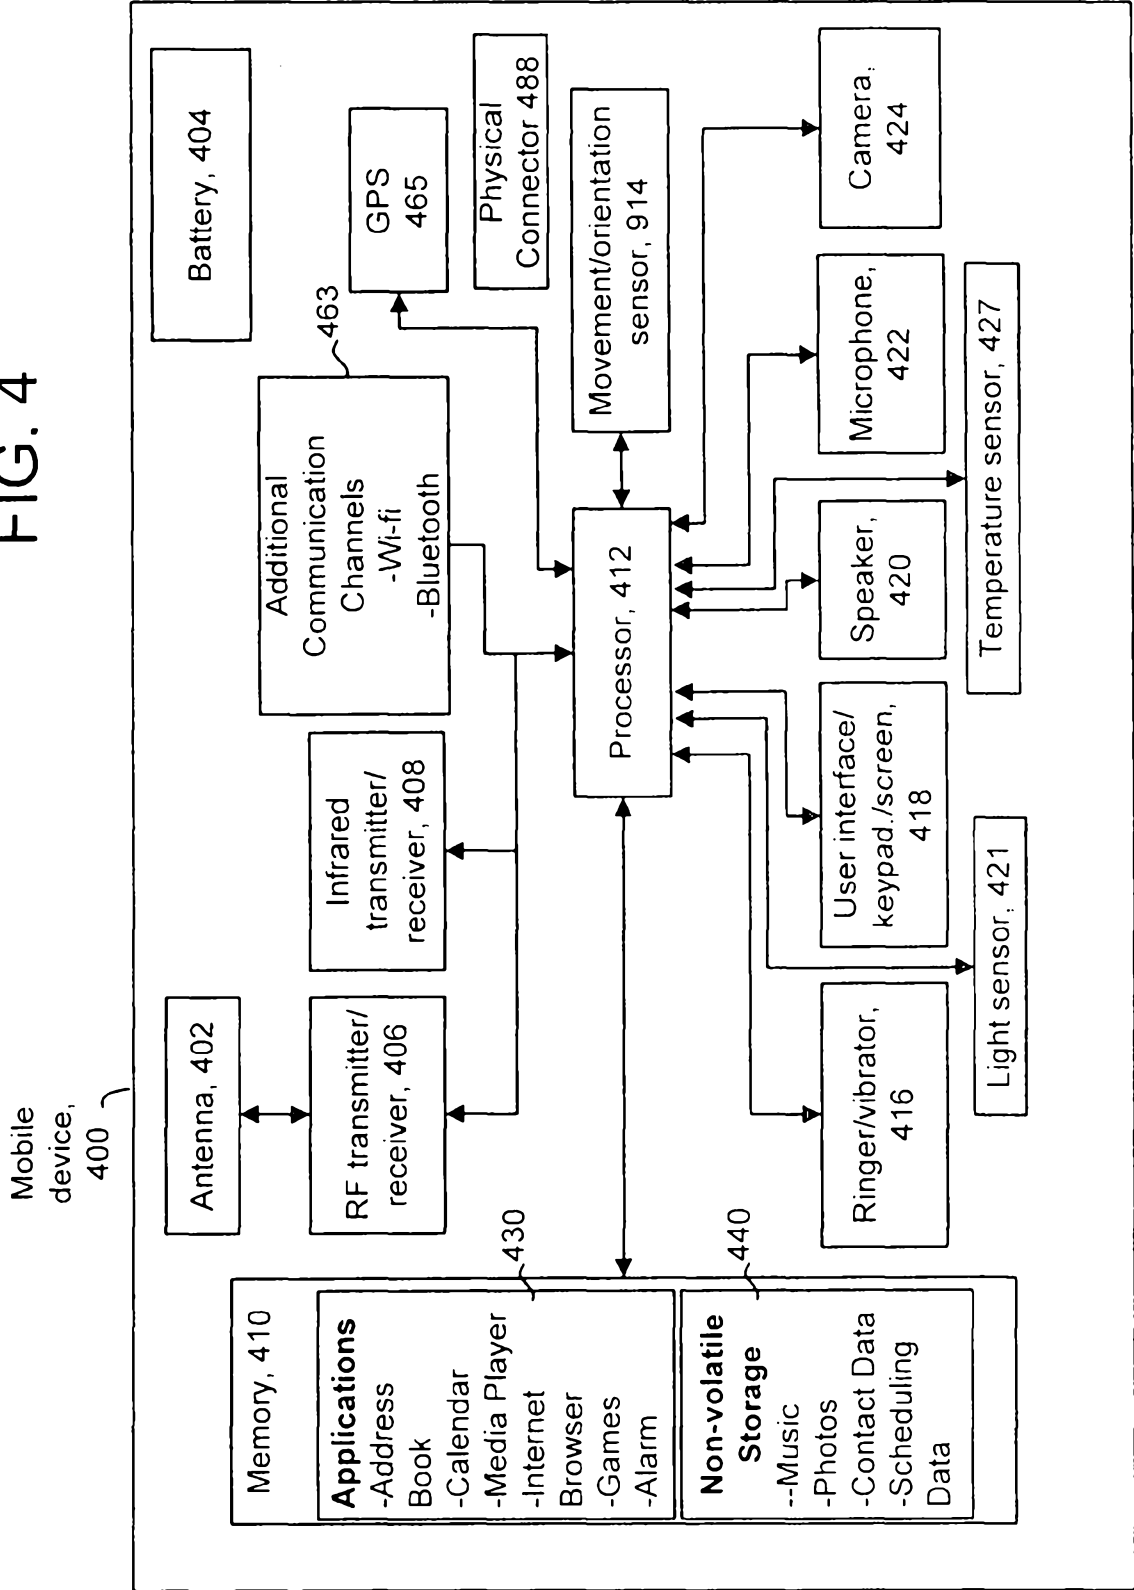 FIG. 4
Mobile
device,
400
Memory, 410
Applications
-Address
Book
-Calendar
-Media Player
-Internet
Browser
-Games
-Alarm
430
Non-volatile
Storage
--Music
-Photos
-Contact Data
-Scheduling
Data
440
Antenna, 402
RF transmitter/
receiver, 406
Infrared
transmitter/
receiver, 408
Additional
Communication
Channels
-Wi-fi
-Bluetooth
463
Battery, 404
GPS
465
Physical
Connector 488
Processor, 412
Movement/orientation
sensor, 914
Ringer/vibrator,
416
User interface/
keypad./screen,
418
Speaker,
420
Microphone,
422
Camera,
424
Light sensor, 421
Temperature sensor, 427